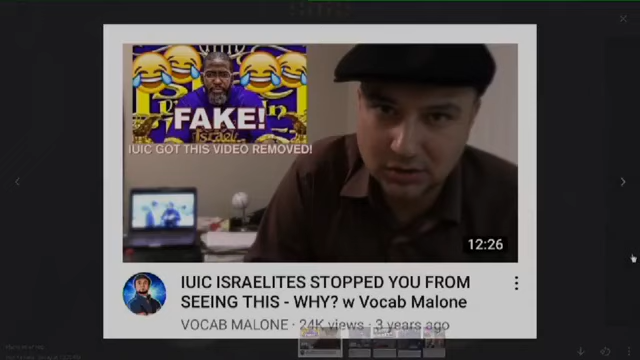 FAKE!
Israel
IUIC GOT THIS VIDEO REMOVED!
12:26
IUIC ISRAELITES STOPPED YOU FROM
SEEING THIS - WHY? w Vocab Malone
VOCAB MALONE · 24K views · 3 years ago